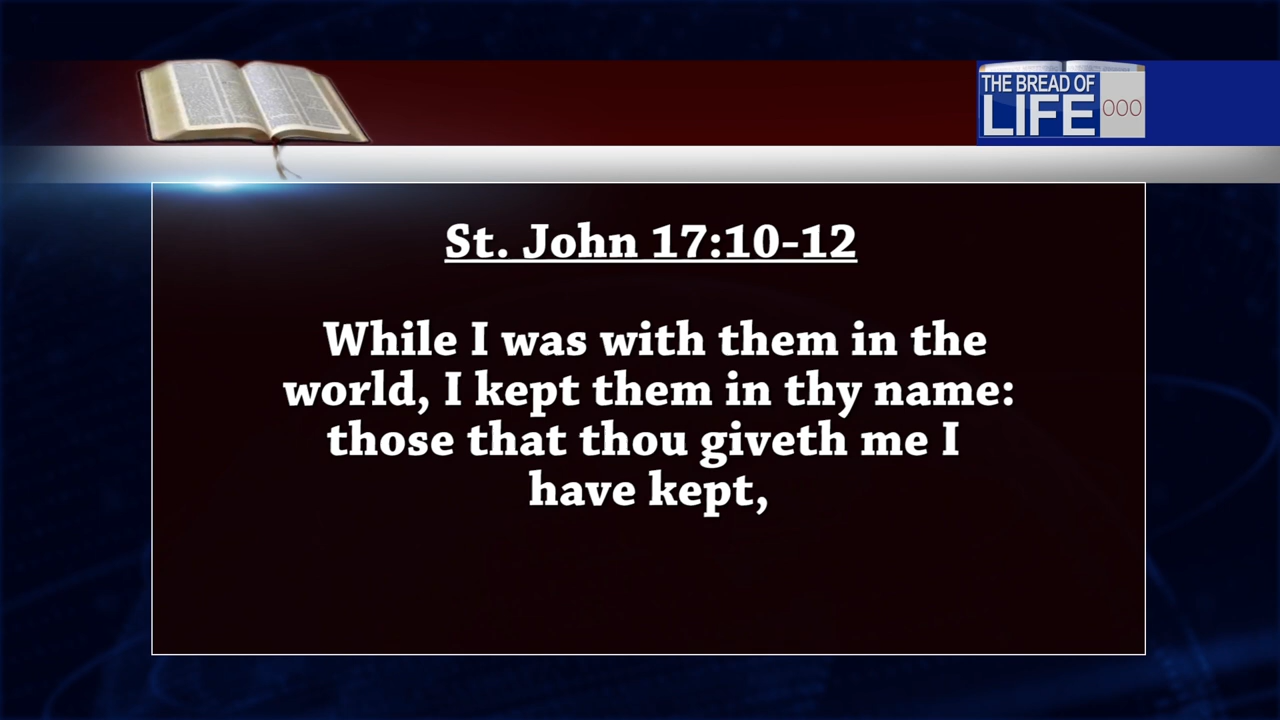 THE BREAD OF
LIFE
000
St. John 17:10-12
While I was with them in the
world, I kept them in thy name:
those that thou giveth me I
have kept,